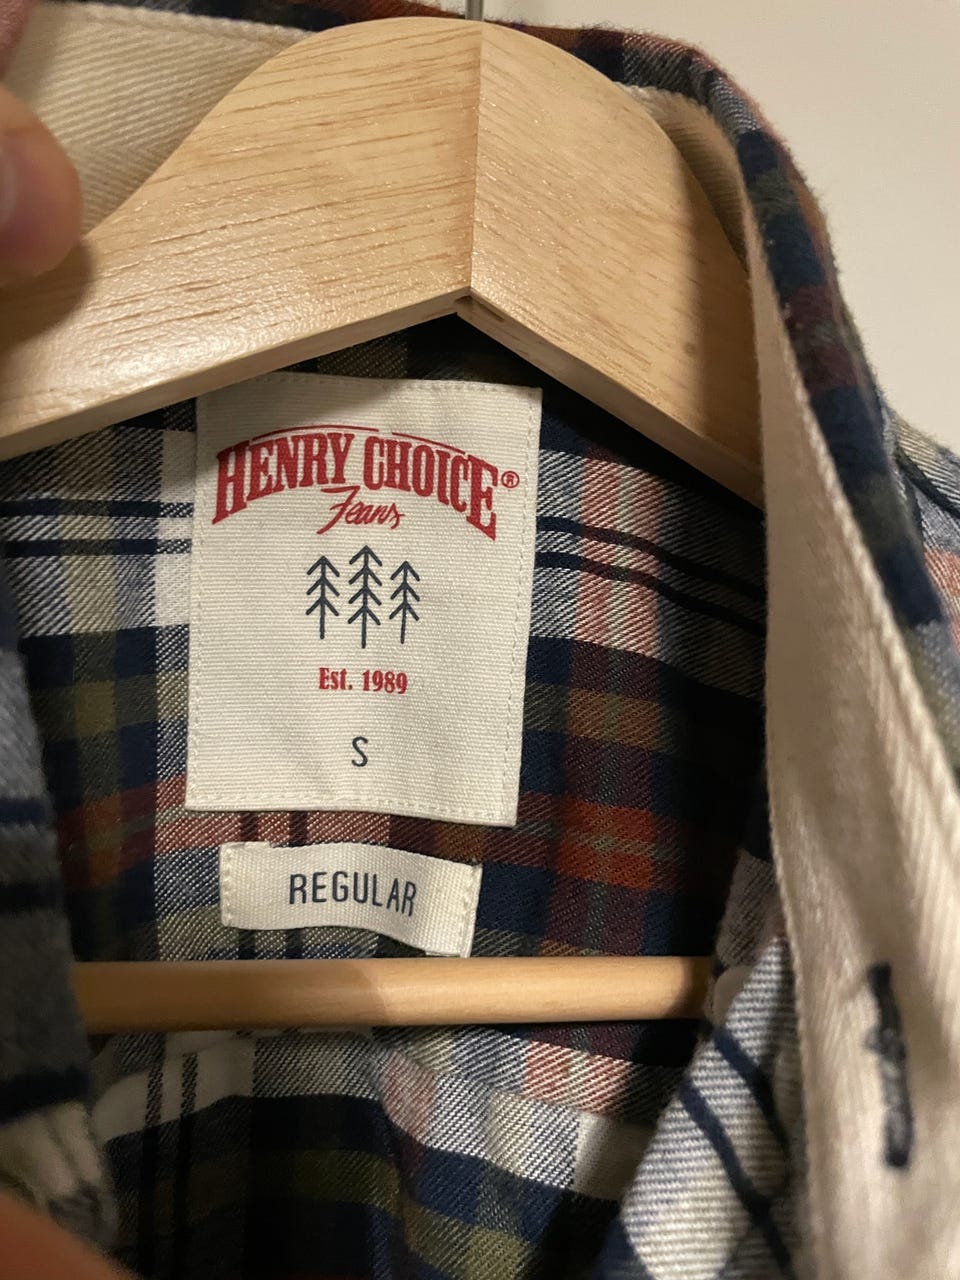 HENRY CHOICE®
Jeans
Est. 1989
S
REGULAR